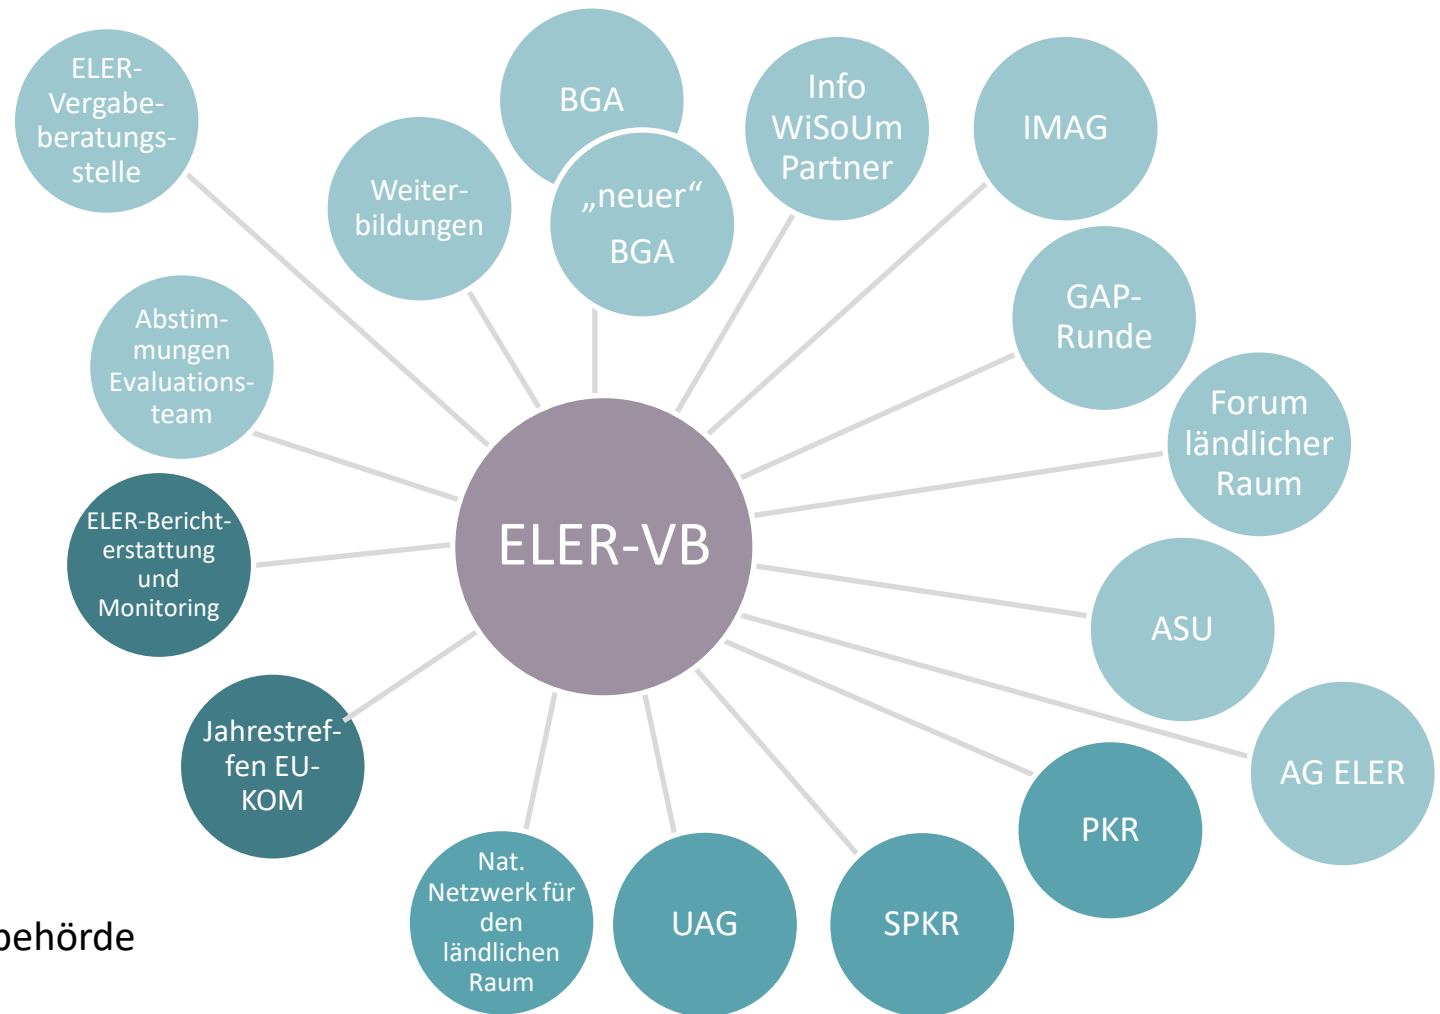 ELER-
Vergabe-
beratungs-
stelle
Weiter-
bildungen
BGA
„neuer“
BGA
Info
WiSoUm
Partner
IMAG
GAP-
Runde
Forum
ländlicher
Raum
ASU
AG ELER
PKR
SPKR
UAG
Nat.
Netzwerk für
den
ländlichen
Raum
Jahrestref-
fen EU-
KOM
ELER-Bericht-
erstattung
und
Monitoring
Abstim-
mungen
Evaluations-
team
ELER-VB
behörde